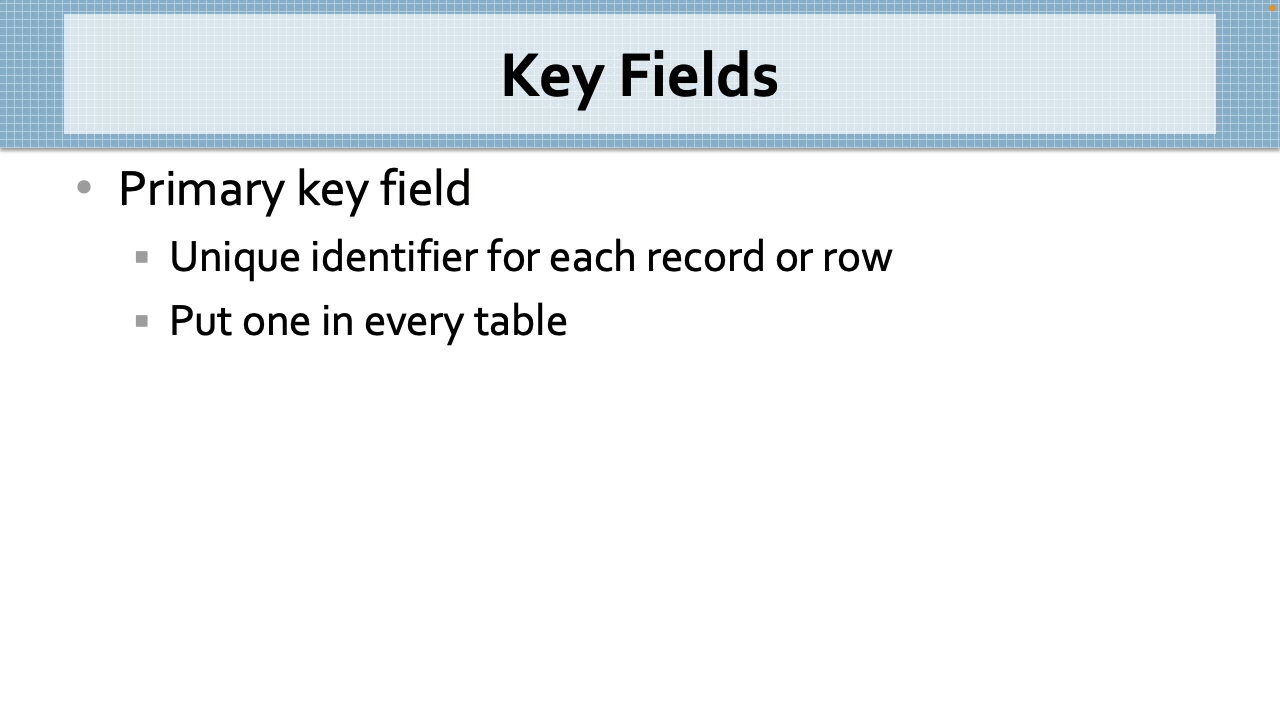 Key Fields
Primary key field
Unique identifier for each record or row
Put one in every table